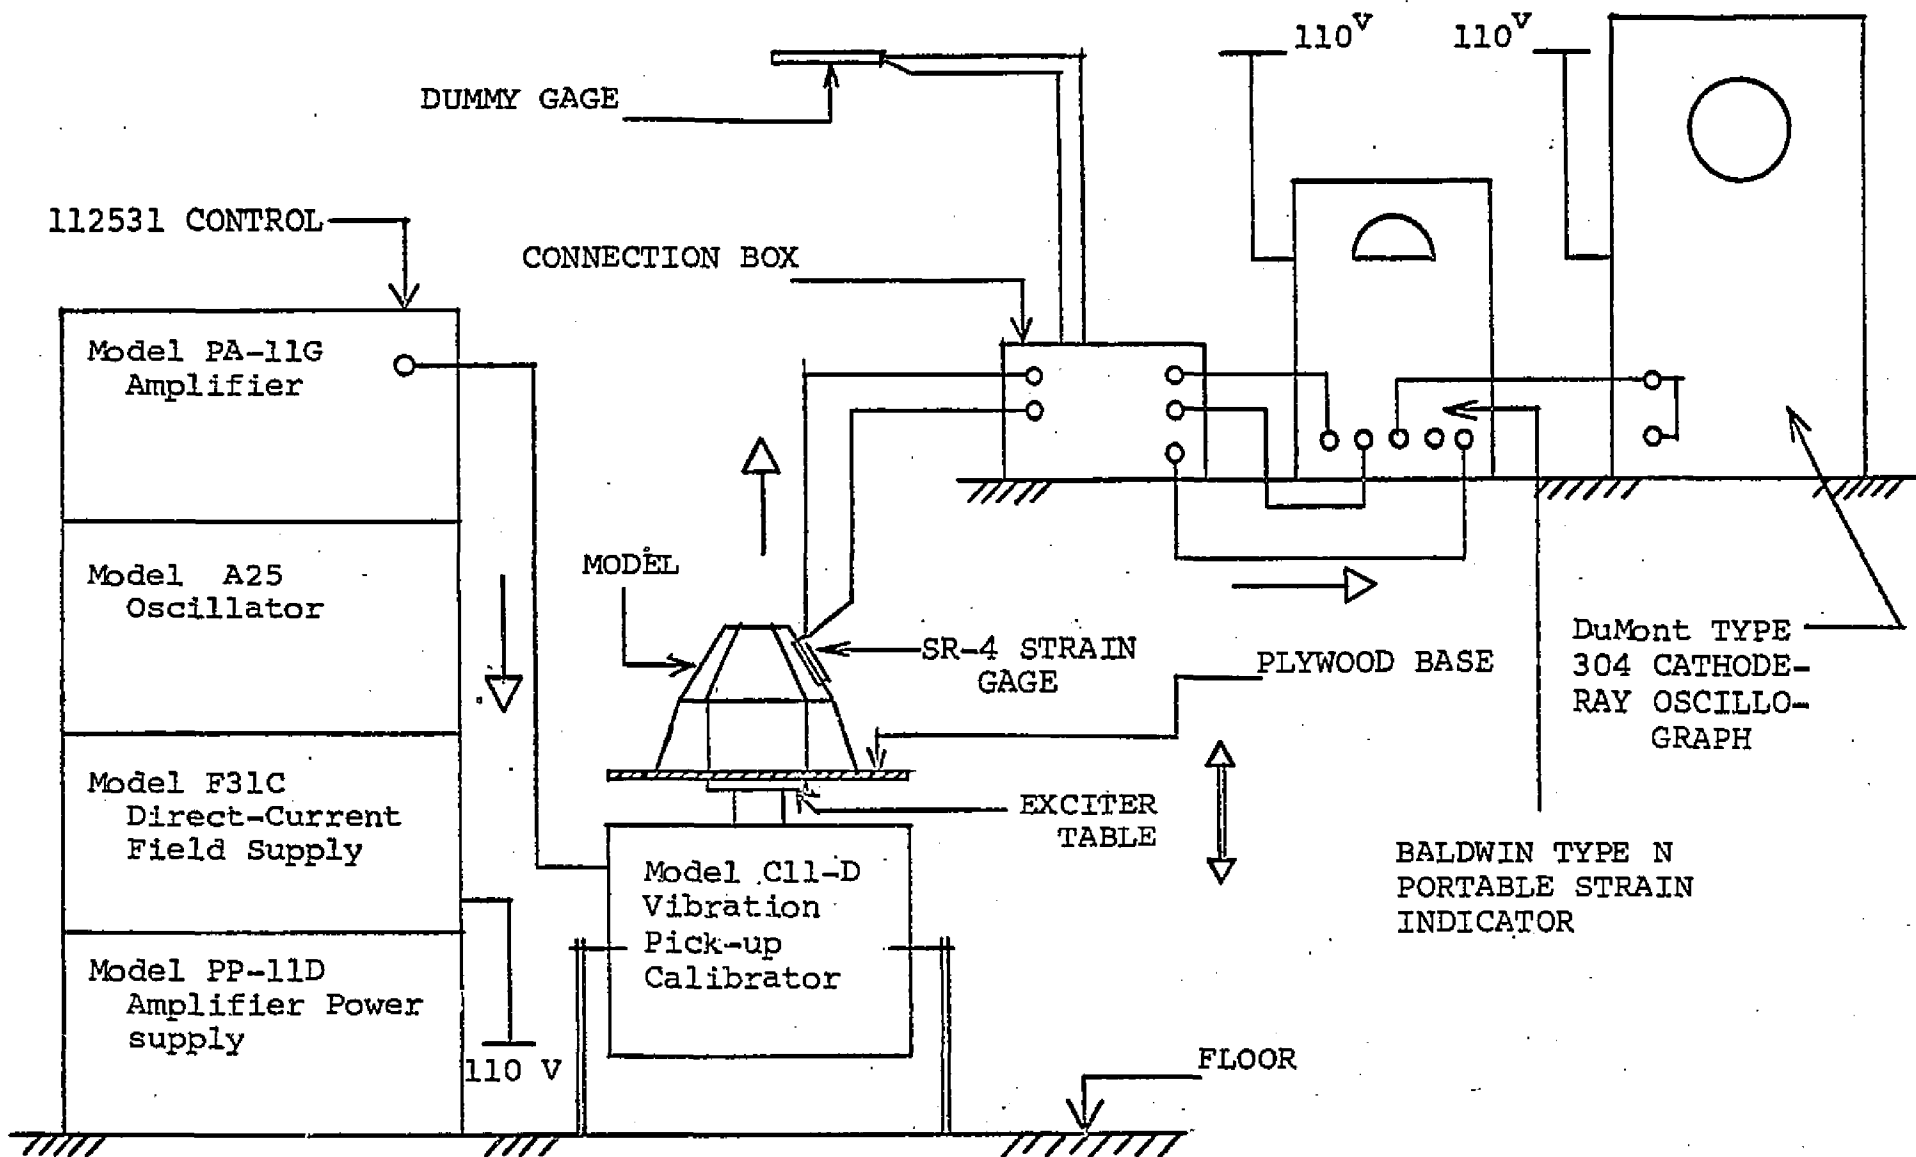 110V
110V
DUMMY GAGE
112531 CONTROL
CONNECTION BOX
Model PA-11G
Amplifier
Model A25
Oscillator
Model F31C
Direct-Current
Field Supply
Model PP-11D
Amplifier Power
supply
110 V
MODEL
SR-4 STRAIN
GAGE
PLYWOOD BASE
EXCITER
TABLE
Model C11-D
Vibration
Pick-up
Calibrator
FLOOR
DuMont TYPE
304 CATHODE-
RAY OSCILLO-
GRAPH
BALDWIN TYPE N
PORTABLE STRAIN
INDICATOR